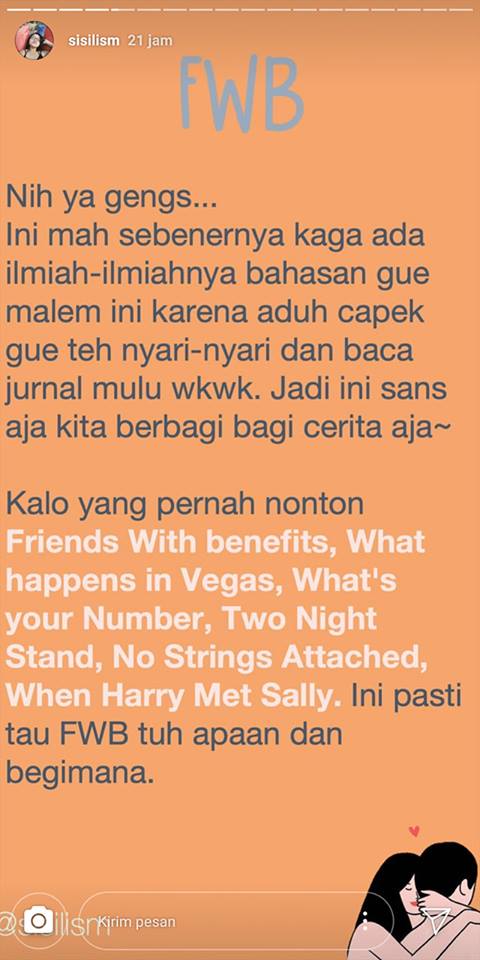 sisilism 21 jam
FWB
Nih ya gengs...
Ini mah sebenernya kaga ada
ilmiah-ilmiahnya bahasan gue
malem ini karena aduh capek
gue teh nyari-nyari dan baca
jurnal mulu wkwk. Jadi ini sans
aja kita berbagi bagi cerita aja~
Kalo yang pernah nonton
Friends With benefits, What
happens in Vegas, What's
your Number, Two Night
Stand, No Strings Attached,
When Harry Met Sally. Ini pasti
tau FWB tuh apaan dan
begimana.
@sisilism
Kirim pesan